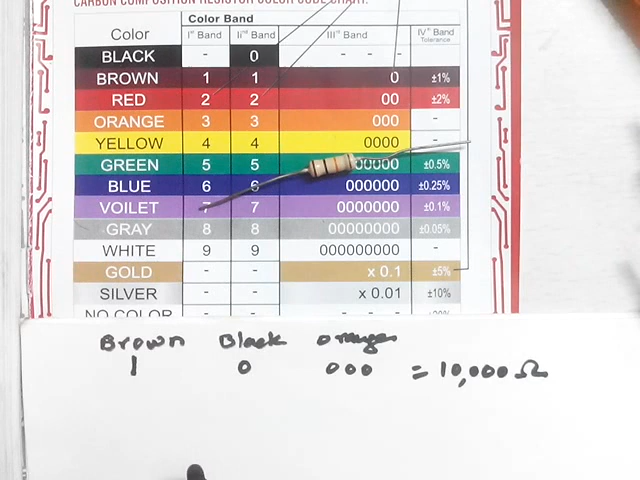 CARBON COMPOSITION RESISTOR COLOR CODE CHART.
Color Band
Color Ist Band IInd Band IIIrd Band IVth Band
Tolerance
BLACK - 0 - -
BROWN 1 1 0 ±1%
RED 2 2 00 ±2%
ORANGE 3 3 000 -
YELLOW 4 4 0000 -
GREEN 5 5 00000 ±0.5%
BLUE 6 6 000000 ±0.25%
VOILET 7 7 0000000 ±0.1%
GRAY 8 8 00000000 ±0.05%
WHITE 9 9 000000000 -
GOLD - - x 0.1 ±5%
SILVER - - x 0.01 ±10%
NO COLOR
Brown Black Orange
1 0 000 = 10,000 Ω